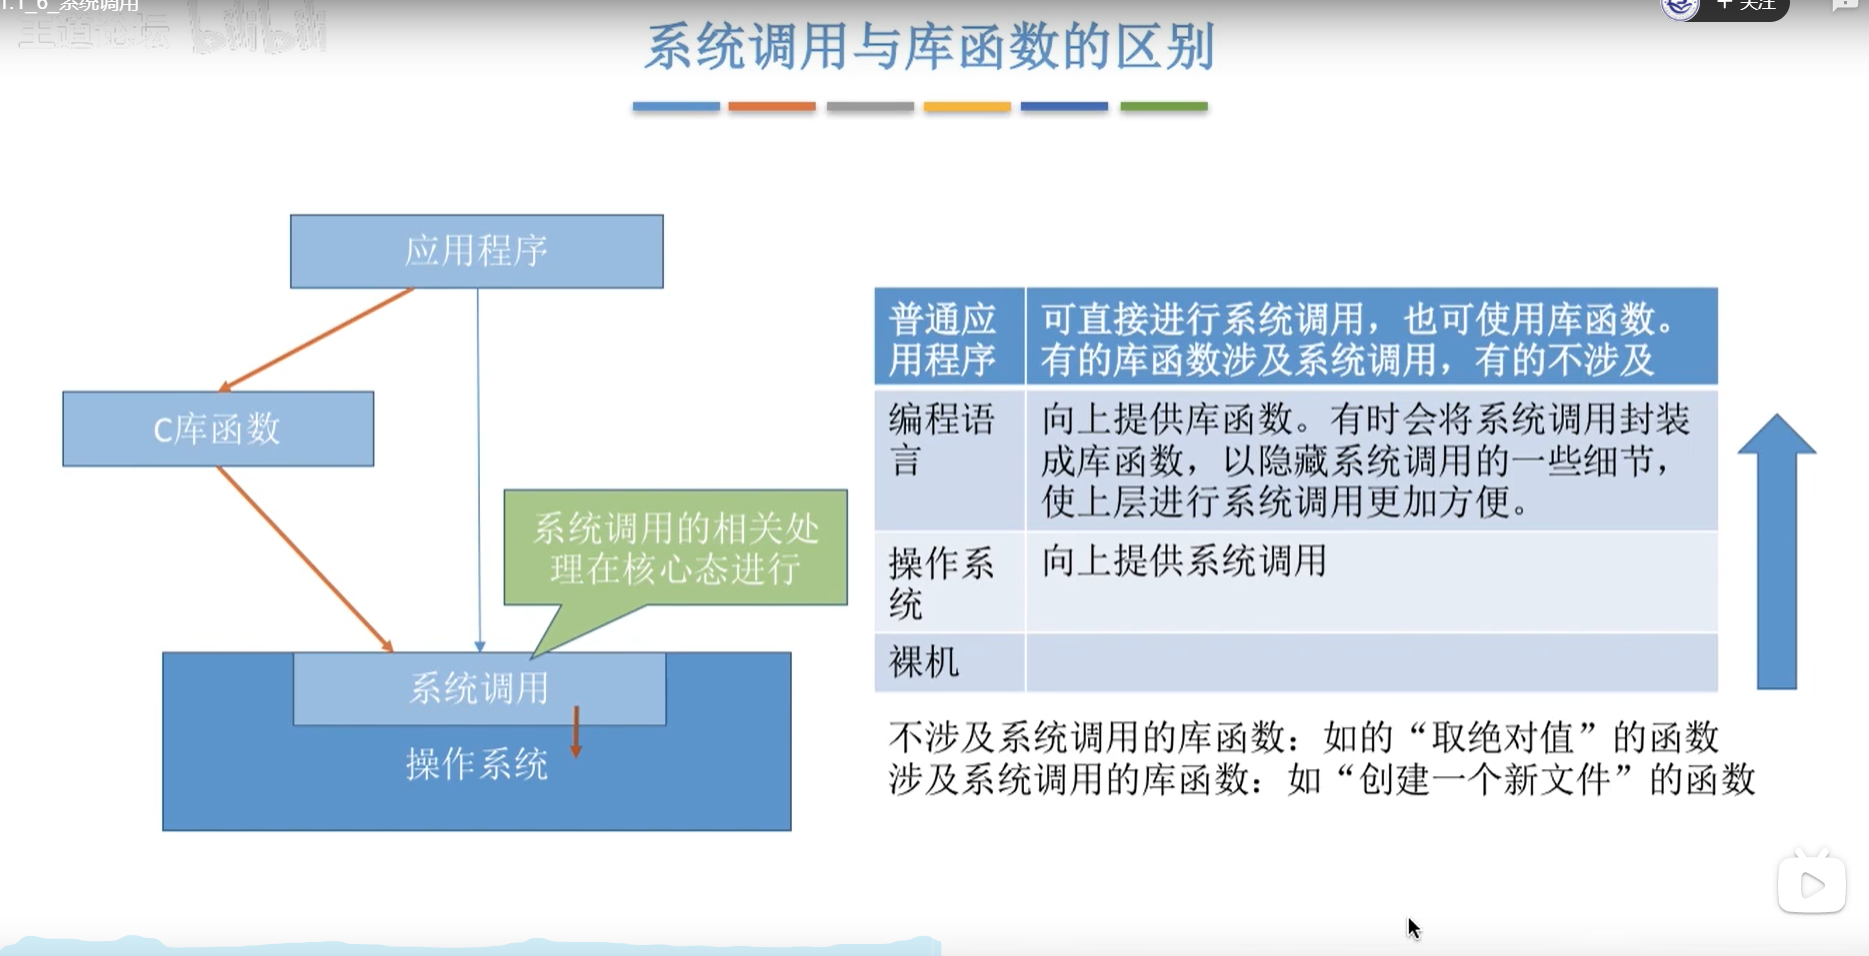 1.1_6_系统调用
王道论坛 bilibili
+ 关注
系统调用与库函数的区别
应用程序
C库函数
系统调用的相关处
理在核心态进行
系统调用
操作系统
普通应
用程序
可直接进行系统调用，也可使用库函数。
有的库函数涉及系统调用，有的不涉及
编程语
言
向上提供库函数。有时会将系统调用封装
成库函数，以隐藏系统调用的一些细节，
使上层进行系统调用更加方便。
操作系
统
向上提供系统调用
裸机
不涉及系统调用的库函数：如的“取绝对值”的函数
涉及系统调用的库函数：如“创建一个新文件”的函数